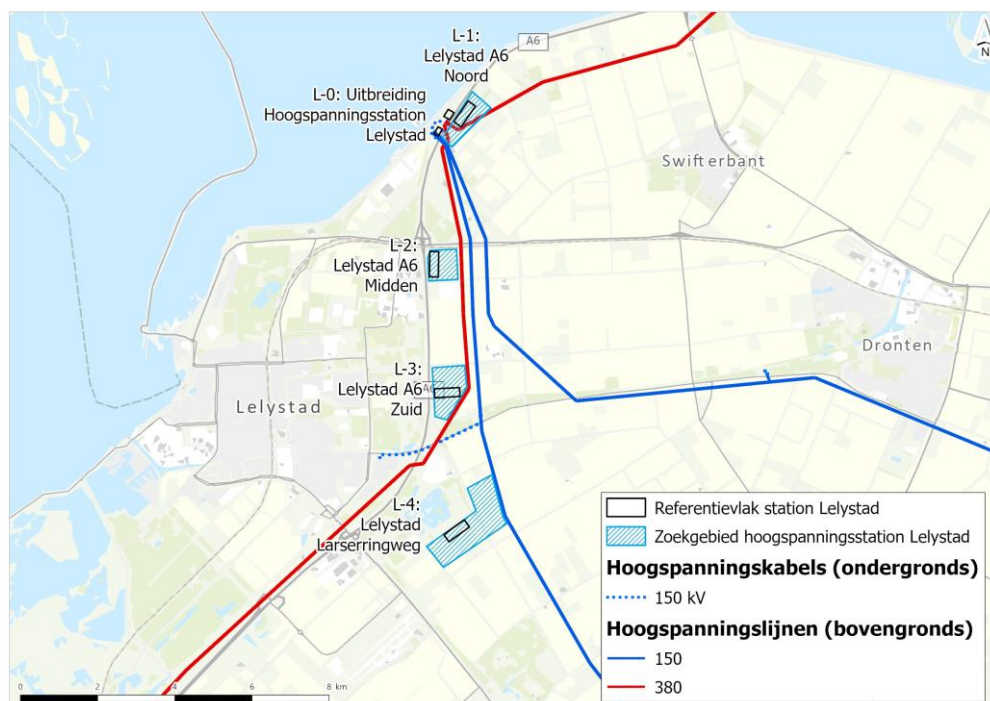 L-1:
Lelystad A6
Noord
A6
N
L-0: Uitbreiding
Hoogspanningsstation
Lelystad
Swifterbant
L-2:
Lelystad A6
Midden
Dronten
L-3:
Lelystad A6
Zuid
A6
Lelystad
L-4:
Lelystad
Larserringweg
Referentievlak station Lelystad
Zoekgebied hoogspanningsstation Lelystad
Hoogspanningskabels (ondergronds)
150 kV
Hoogspanningslijnen (bovengronds)
150
380
0 2 4 6 8 km